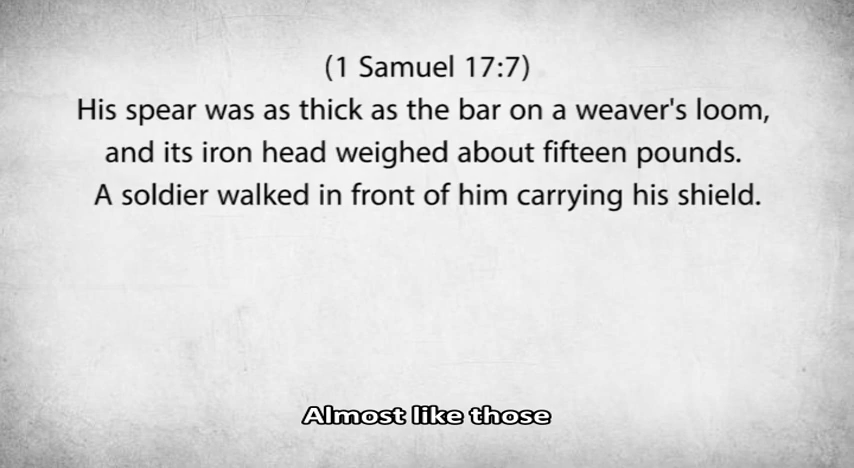 (1 Samuel 17:7)
His spear was as thick as the bar on a weaver's loom,
and its iron head weighed about fifteen pounds.
A soldier walked in front of him carrying his shield.
Almost like those